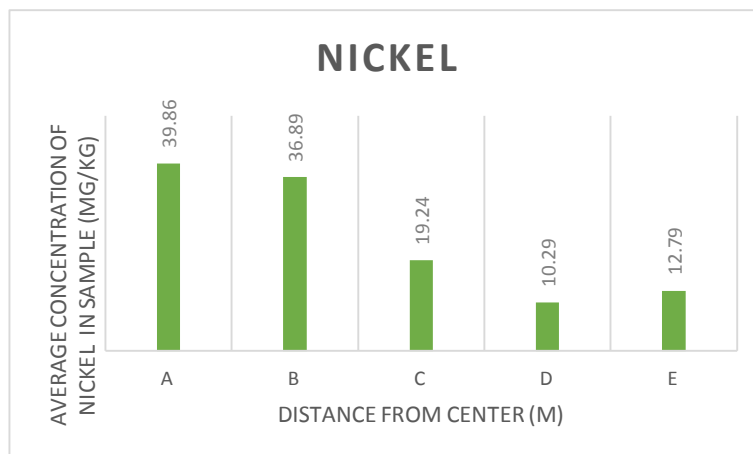 NICKEL
AVERAGE CONCENTRATION OF
NICKEL IN SAMPLE (MG/KG)
39.86
36.89
19.24
10.29
12.79
A
B
C
D
E
DISTANCE FROM CENTER (M)